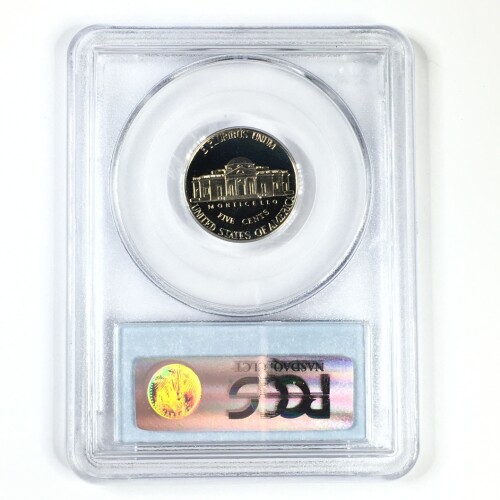 E PLURIBUS UNUM
MONTICELLO
FIVE CENTS
UNITED STATES OF AMERICA
PCGS
NASDAQ: CLCT